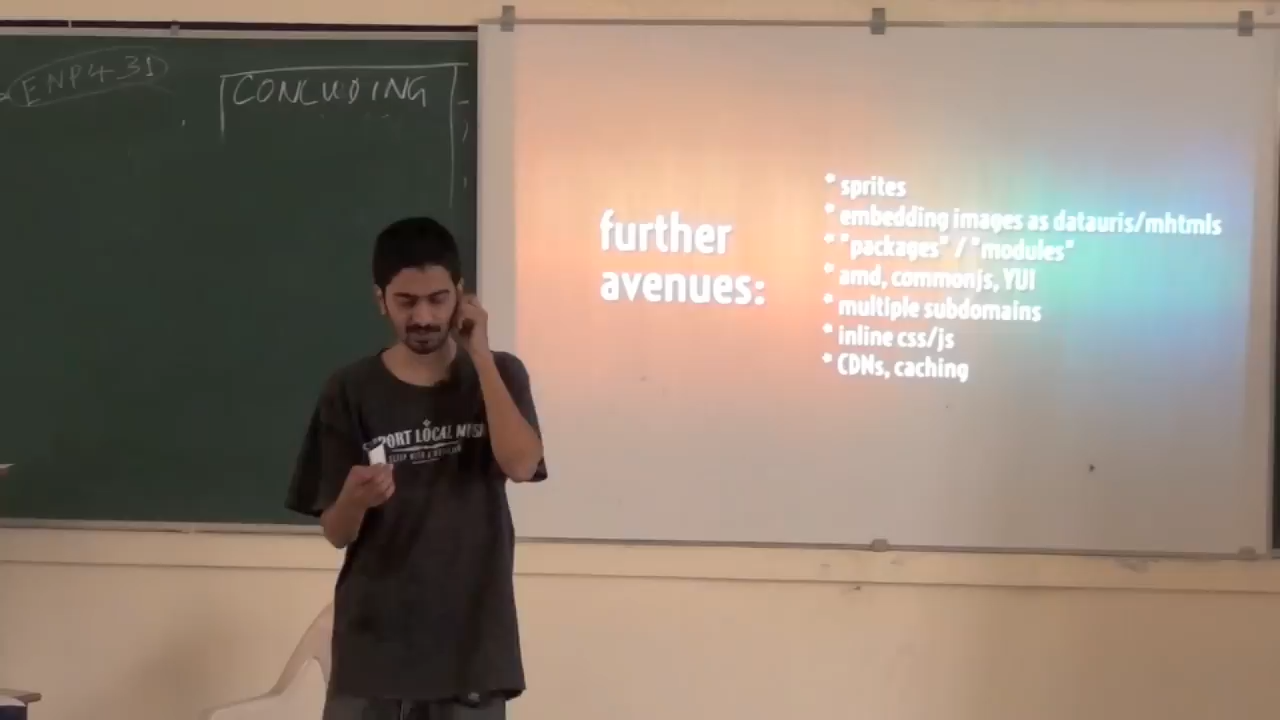 ENP431
CONCLUDING
further
avenues:
* sprites
* embedding images as datauris/mhtmls
* "packages" / "modules"
* amd, commonjs, YUI
* multiple subdomains
* inline css/js
* CDNs, caching
PORT LOCAL
WITH A